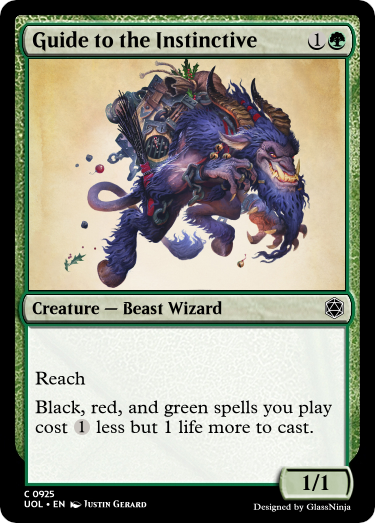 Guide to the Instinctive 1
Creature — Beast Wizard
Reach
Black, red, and green spells you play
cost 1 less but 1 life more to cast.
1/1
C 0925
UOL • EN Justin Gerard
Designed by GlassNinja